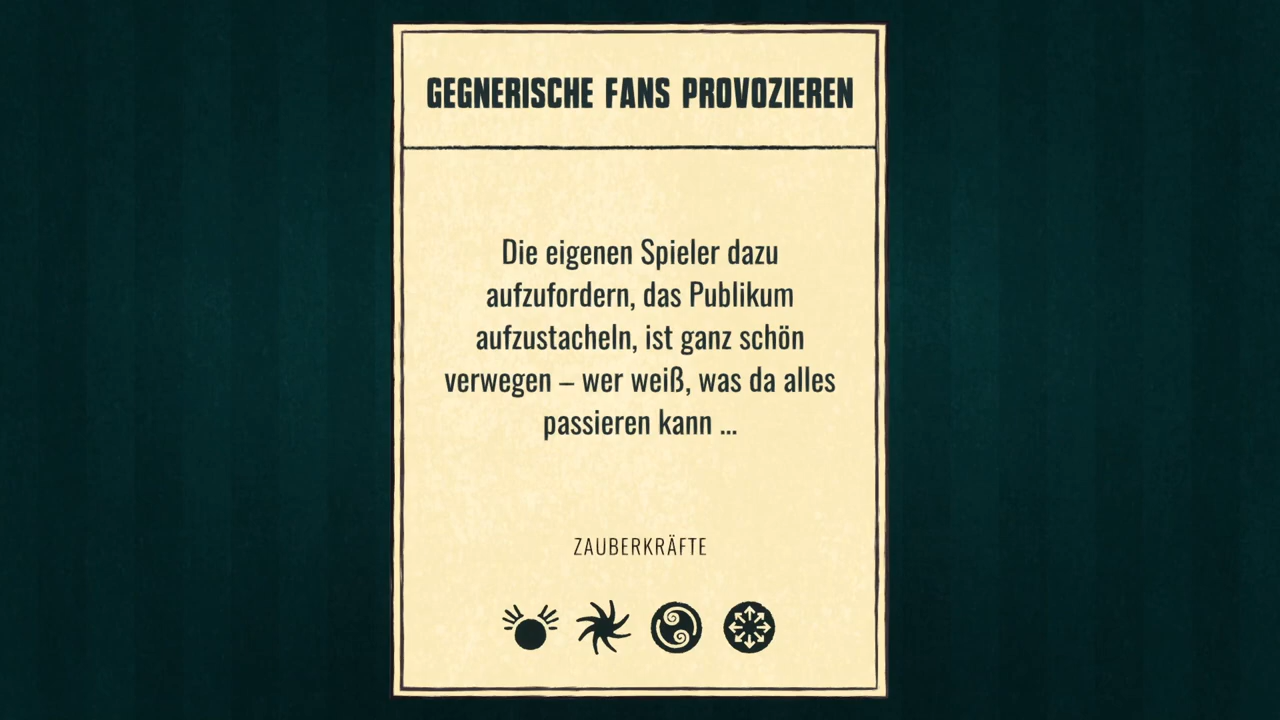 GEGNERISCHE FANS PROVOZIEREN
Die eigenen Spieler dazu
aufzufordern, das Publikum
aufzustacheln, ist ganz schön
verwegen – wer weiß, was da alles
passieren kann ...
ZAUBERKRÄFTE